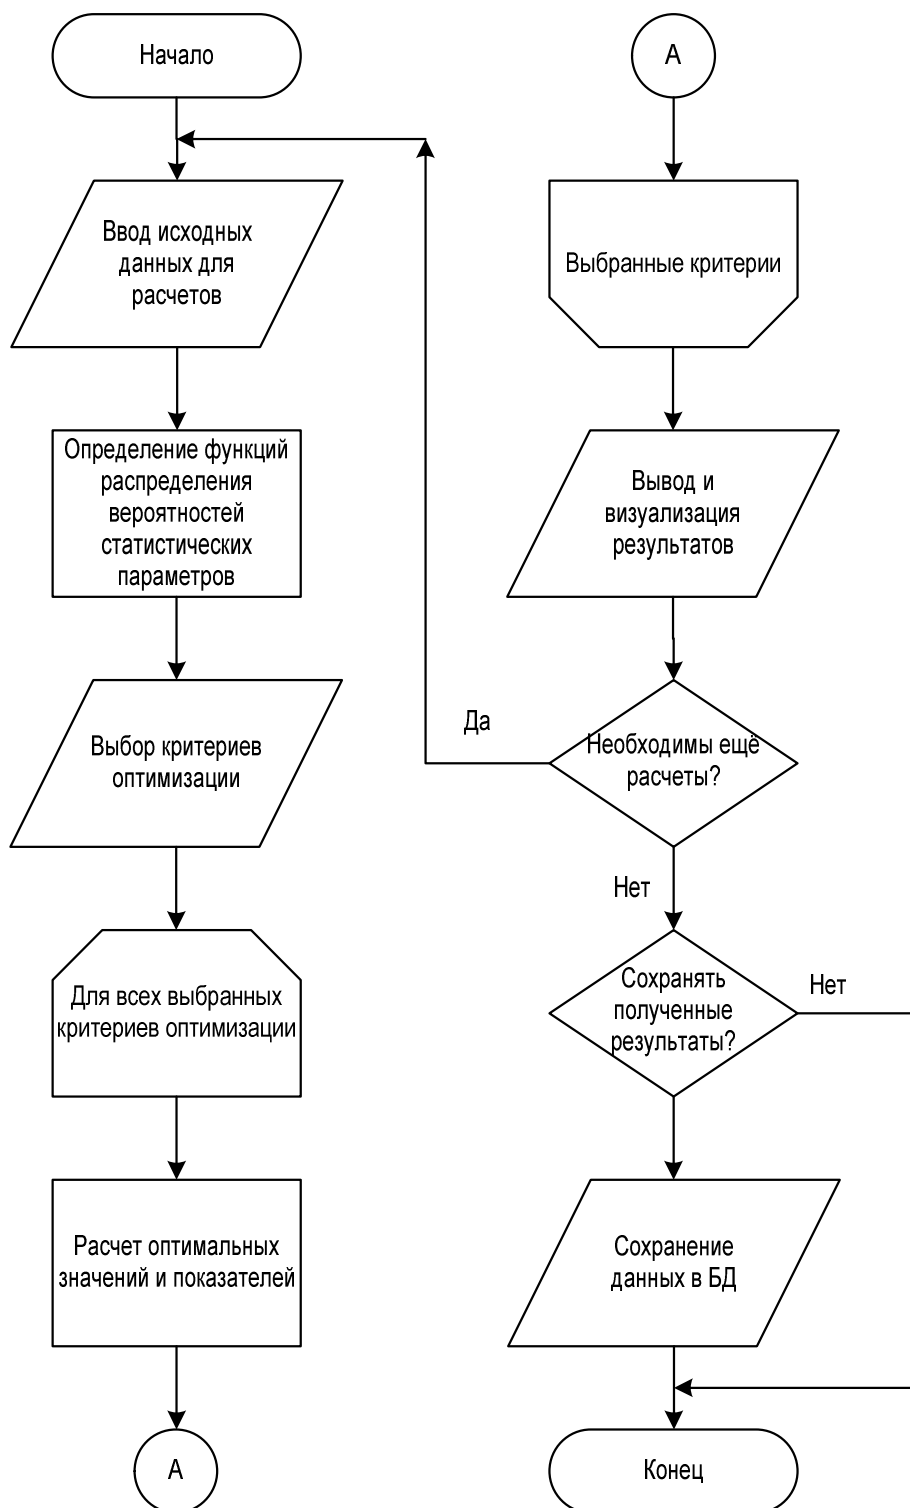 Начало
Ввод исходных
данных для
расчетов
Определение функций
распределения
вероятностей
статистических
параметров
Выбор критериев
оптимизации
Для всех выбранных
критериев оптимизации
Расчет оптимальных
значений и показателей
А
А
Выбранные критерии
Вывод и
визуализация
результатов
Да
Необходимы ещё
расчеты?
Нет
Сохранять
полученные
результаты?
Нет
Сохранение
данных в БД
Конец